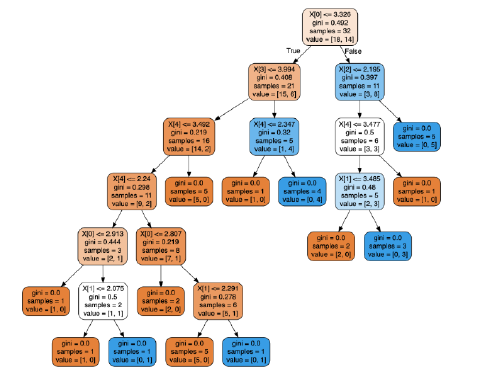 X[0] <= 3.326
gini = 0.492
samples = 32
value = [18, 14]
True
False
X[3] <= 3.994
gini = 0.408
samples = 21
value = [15, 6]
X[2] <= 2.195
gini = 0.397
samples = 11
value = [3, 8]
X[4] <= 3.492
gini = 0.219
samples = 16
value = [14, 2]
X[4] <= 2.347
gini = 0.32
samples = 5
value = [1, 4]
X[4] <= 3.477
gini = 0.5
samples = 6
value = [3, 3]
gini = 0.0
samples = 5
value = [0, 5]
X[4] <= 2.24
gini = 0.298
samples = 11
value = [9, 2]
gini = 0.0
samples = 5
value = [5, 0]
gini = 0.0
samples = 1
value = [1, 0]
gini = 0.0
samples = 4
value = [0, 4]
X[1] <= 3.485
gini = 0.48
samples = 5
value = [2, 3]
gini = 0.0
samples = 1
value = [1, 0]
X[0] <= 2.913
gini = 0.444
samples = 3
value = [2, 1]
X[0] <= 2.807
gini = 0.219
samples = 8
value = [7, 1]
gini = 0.0
samples = 2
value = [2, 0]
gini = 0.0
samples = 3
value = [0, 3]
gini = 0.0
samples = 1
value = [1, 0]
X[1] <= 2.075
gini = 0.5
samples = 2
value = [1, 1]
gini = 0.0
samples = 2
value = [2, 0]
X[1] <= 2.291
gini = 0.278
samples = 6
value = [5, 1]
gini = 0.0
samples = 1
value = [1, 0]
gini = 0.0
samples = 1
value = [0, 1]
gini = 0.0
samples = 5
value = [5, 0]
gini = 0.0
samples = 1
value = [0, 1]